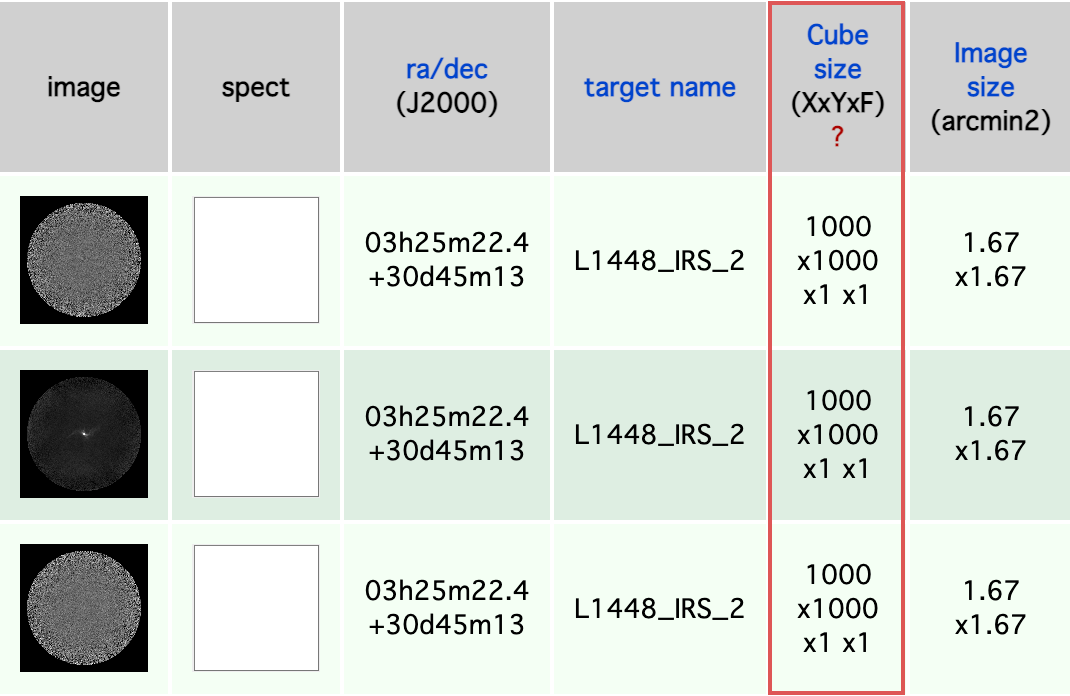 image
spect
ra/dec
(J2000)
target name
Cube
size
(XxYxF)
?
Image
size
(arcmin2)
03h25m22.4
+30d45m13
L1448_IRS_2
1000
x1000
x1 x1
1.67
x1.67
03h25m22.4
+30d45m13
L1448_IRS_2
1000
x1000
x1 x1
1.67
x1.67
03h25m22.4
+30d45m13
L1448_IRS_2
1000
x1000
x1 x1
1.67
x1.67